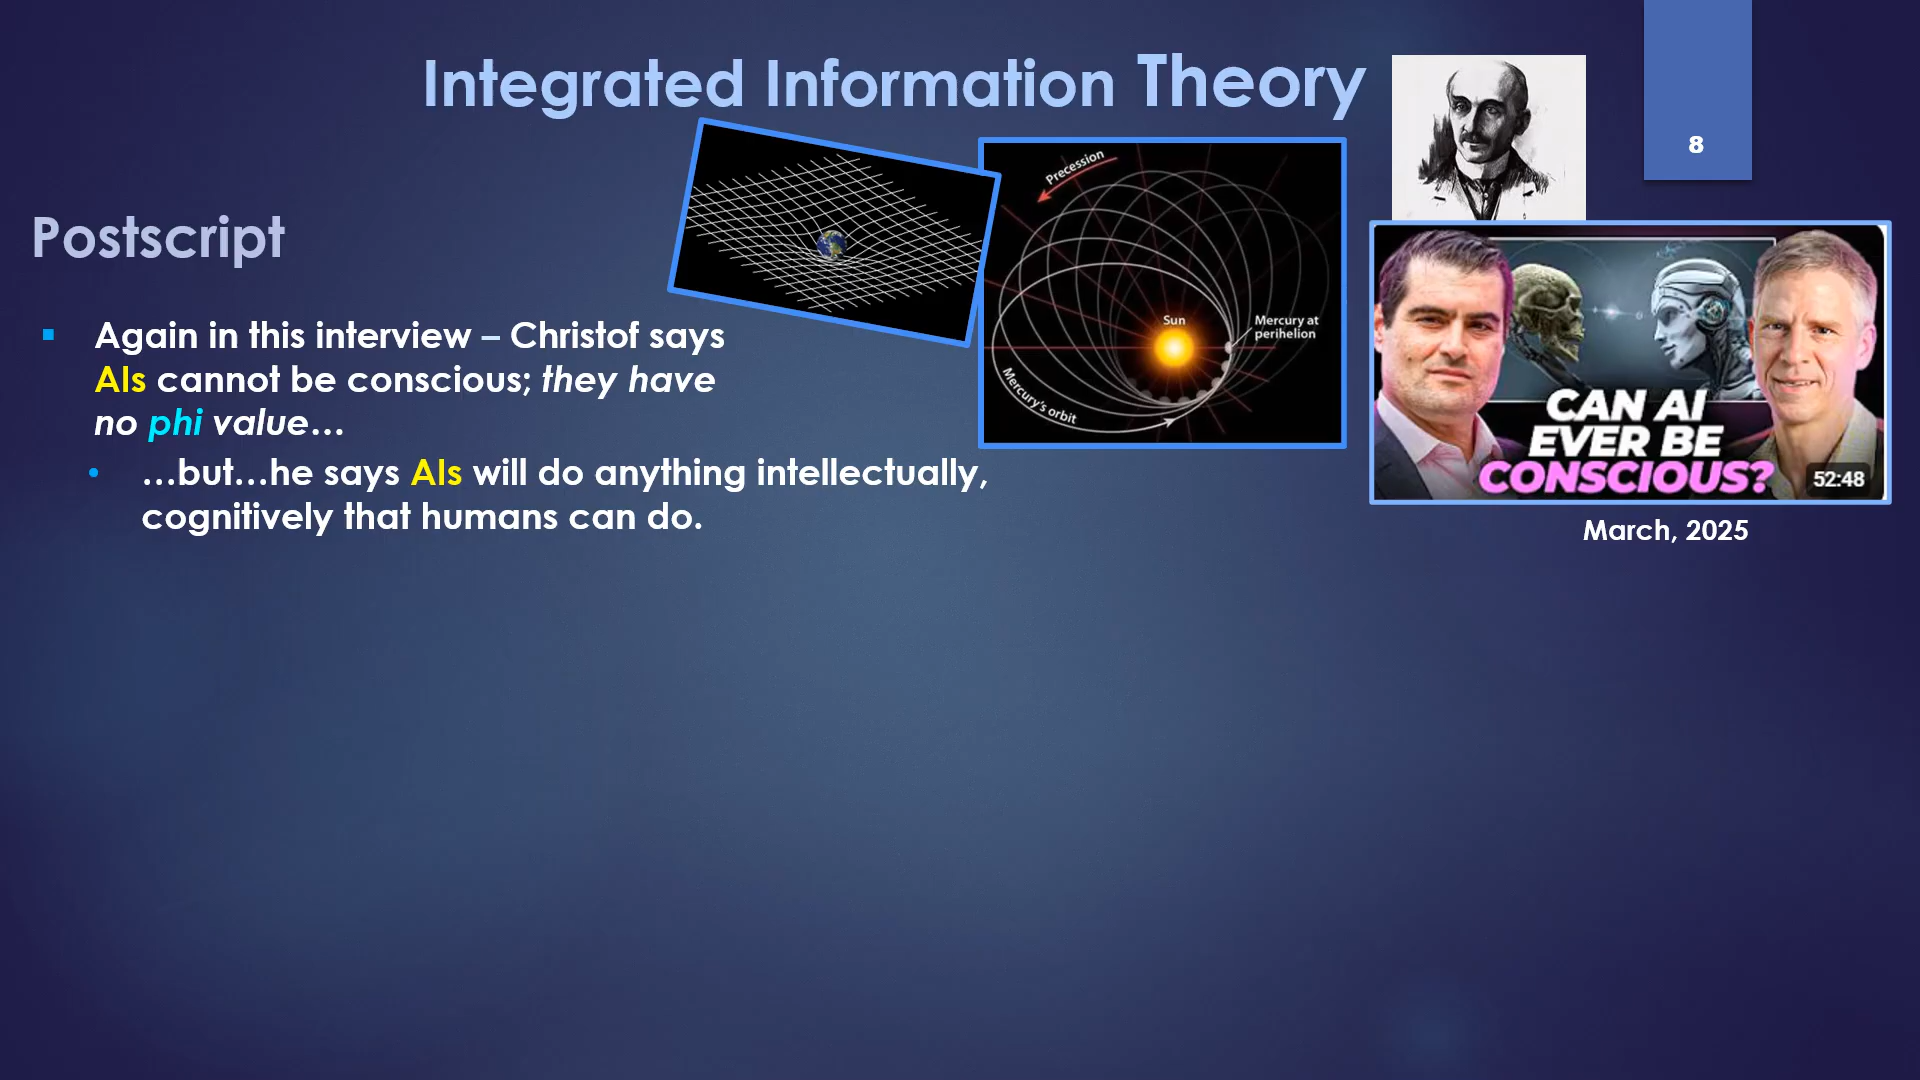 Integrated Information Theory
8
Postscript
Precession
Sun
Mercury at
perihelion
Mercury's orbit
▪ Again in this interview – Christof says
AIs cannot be conscious; they have
no phi value…
• …but…he says AIs will do anything intellectually,
cognitively that humans can do.
CAN AI
EVER BE
CONSCIOUS?
52:48
March, 2025